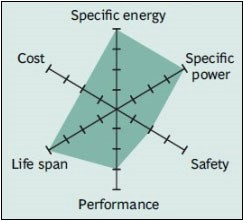 Specific energy
Cost
Specific
power
Life span
Safety
Performance